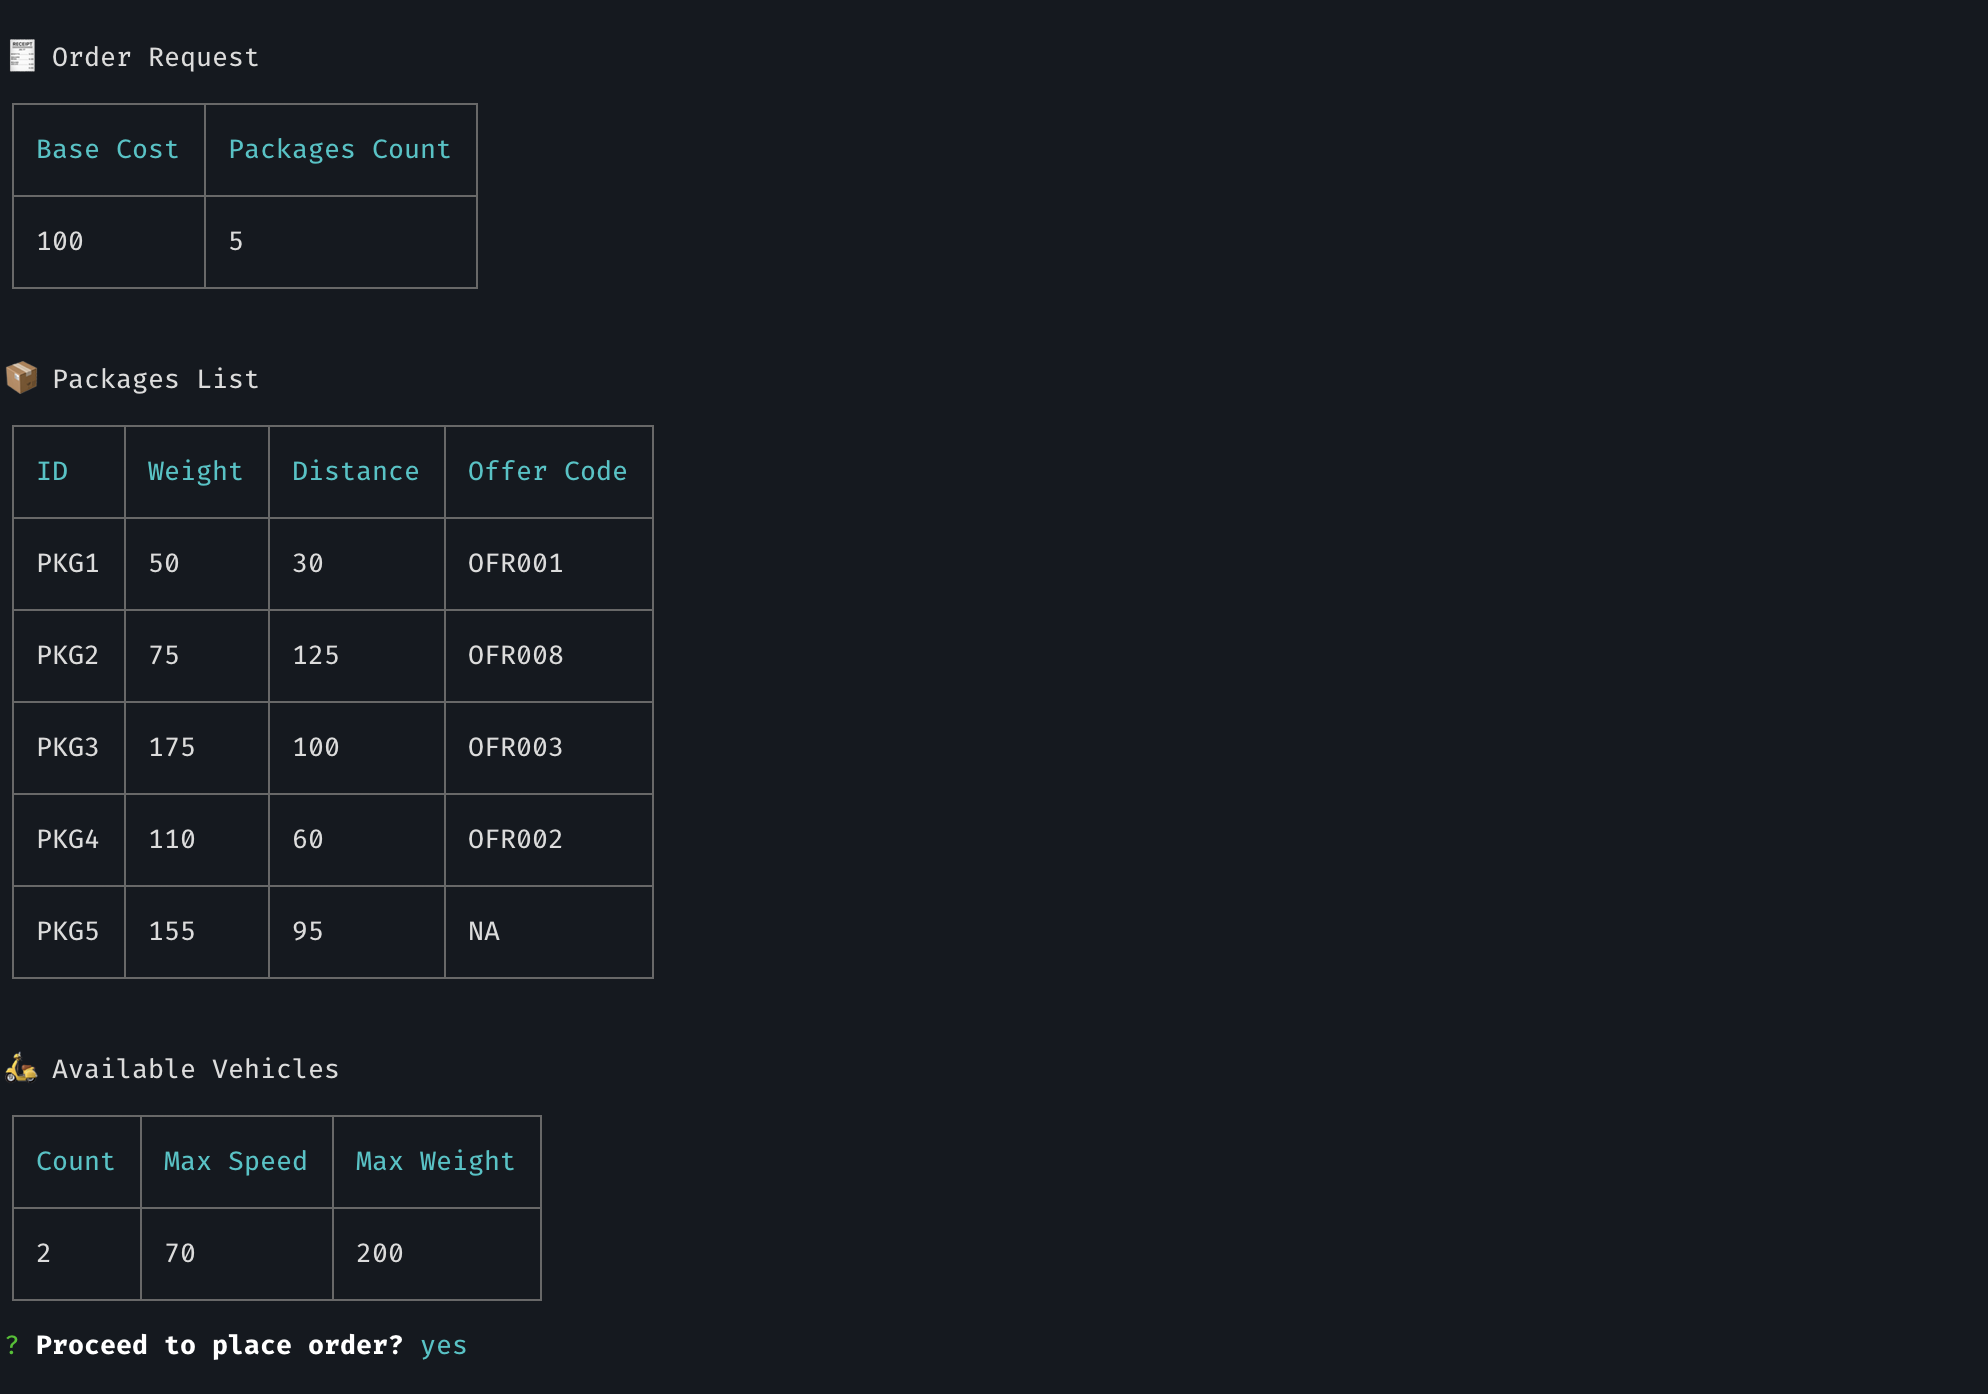 Order Request
Base Cost Packages Count
100 5
Packages List
ID Weight Distance Offer Code
PKG1 50 30 OFR001
PKG2 75 125 OFR008
PKG3 175 100 OFR003
PKG4 110 60 OFR002
PKG5 155 95 NA
Available Vehicles
Count Max Speed Max Weight
2 70 200
? Proceed to place order? yes